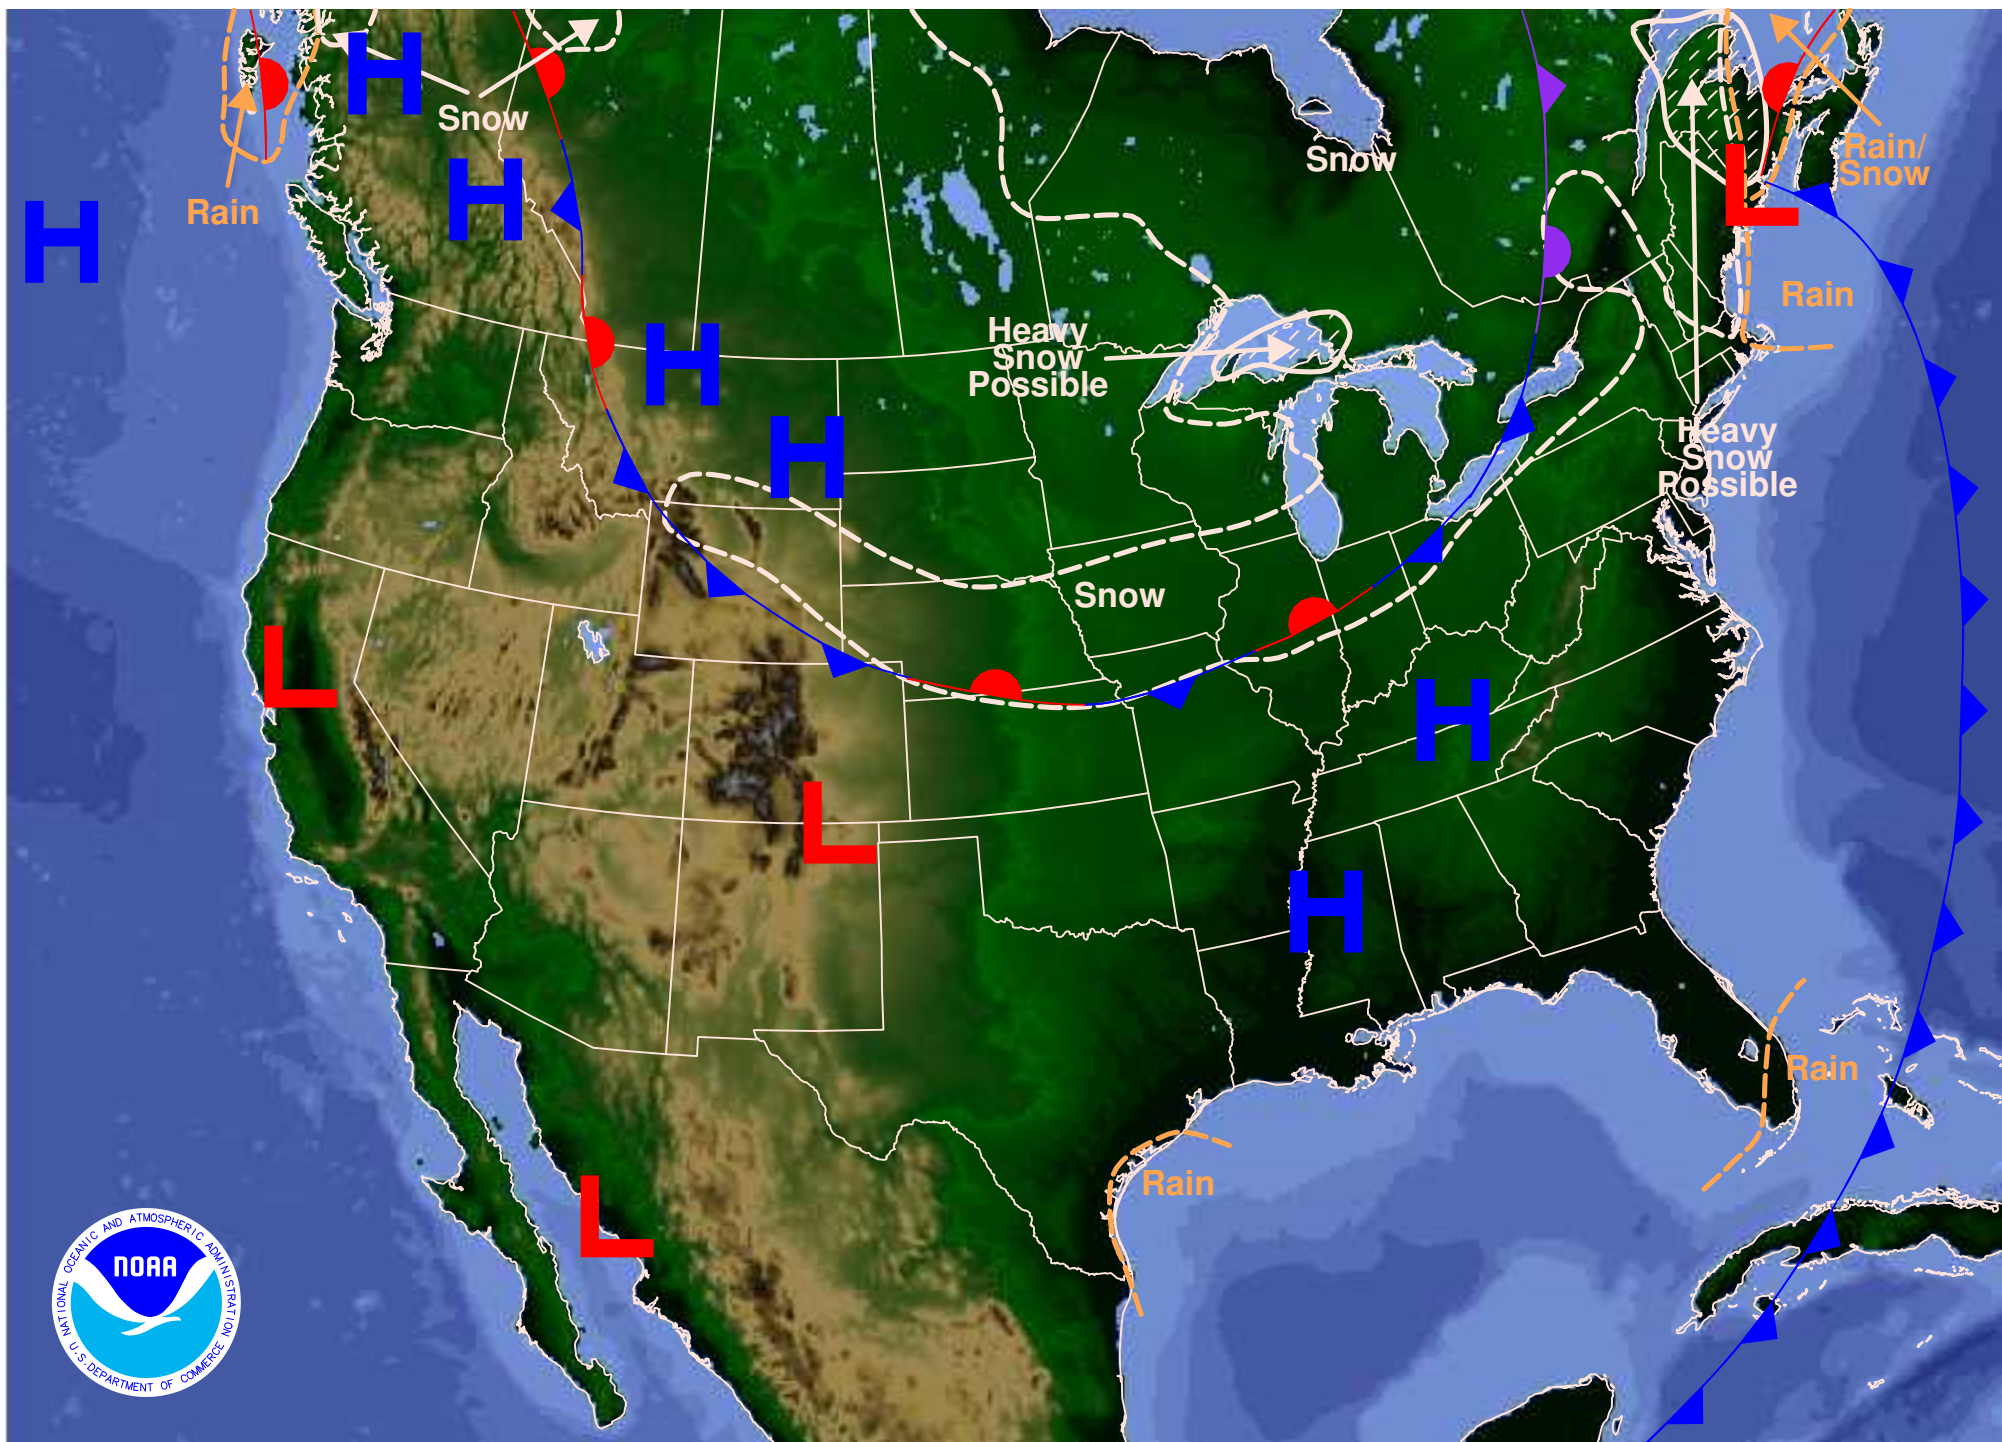 H
Snow
H
Rain
H
Snow
Rain/
Snow
L
Rain
Heavy
Snow
Possible
H
H
Heavy
Snow
Possible
Snow
L
H
L
H
Rain
Rain
L
NATIONAL OCEANIC AND ATMOSPHERIC ADMINISTRATION
NOAA
U.S. DEPARTMENT OF COMMERCE